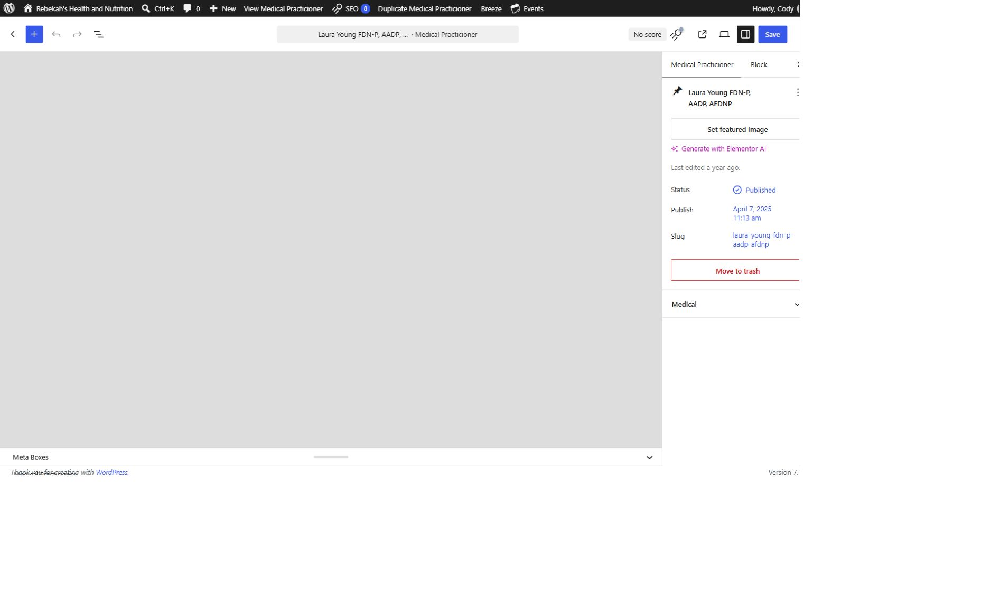 Rebekah's Health and Nutrition Ctrl+K 0 New View Medical Practicioner SEO 8 Duplicate Medical Practicioner Breeze Events Howdy, Cody
Laura Young FDN-P, AADP, ... · Medical Practicioner
No score
Save
Medical Practicioner Block
Laura Young FDN-P,
AADP, AFDNP
Set featured image
Generate with Elementor AI
Last edited a year ago.
Status Published
Publish April 7, 2025
11:13 am
Slug laura-young-fdn-p-
aadp-afdnp
Move to trash
Medical
Meta Boxes
Thank you for creating with WordPress.
Version 7.